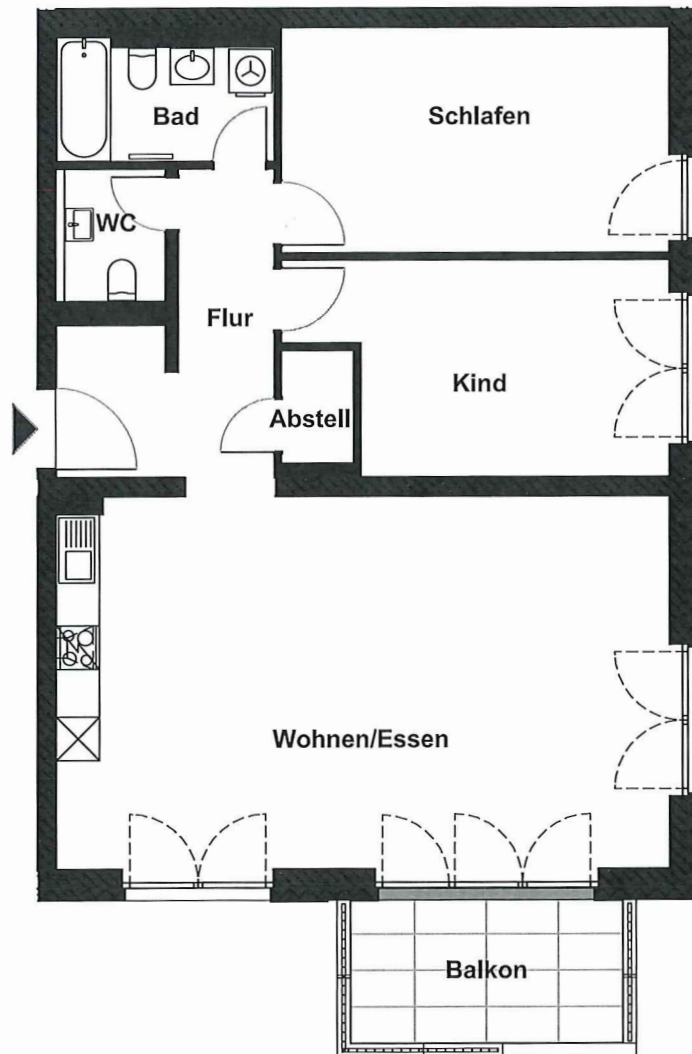 Bad
Schlafen
WC
Flur
Kind
Abstell
Wohnen/Essen
Balkon